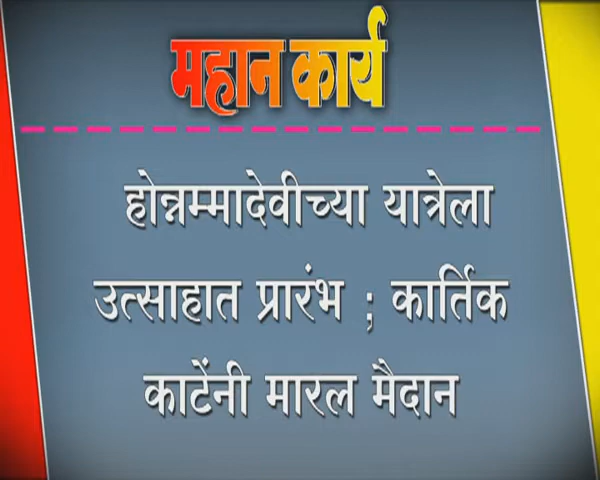 महान कार्य
होन्नम्मादेवीच्या यात्रेला
उत्साहात प्रारंभ ; कार्तिक
काटेंनी मारल मैदान